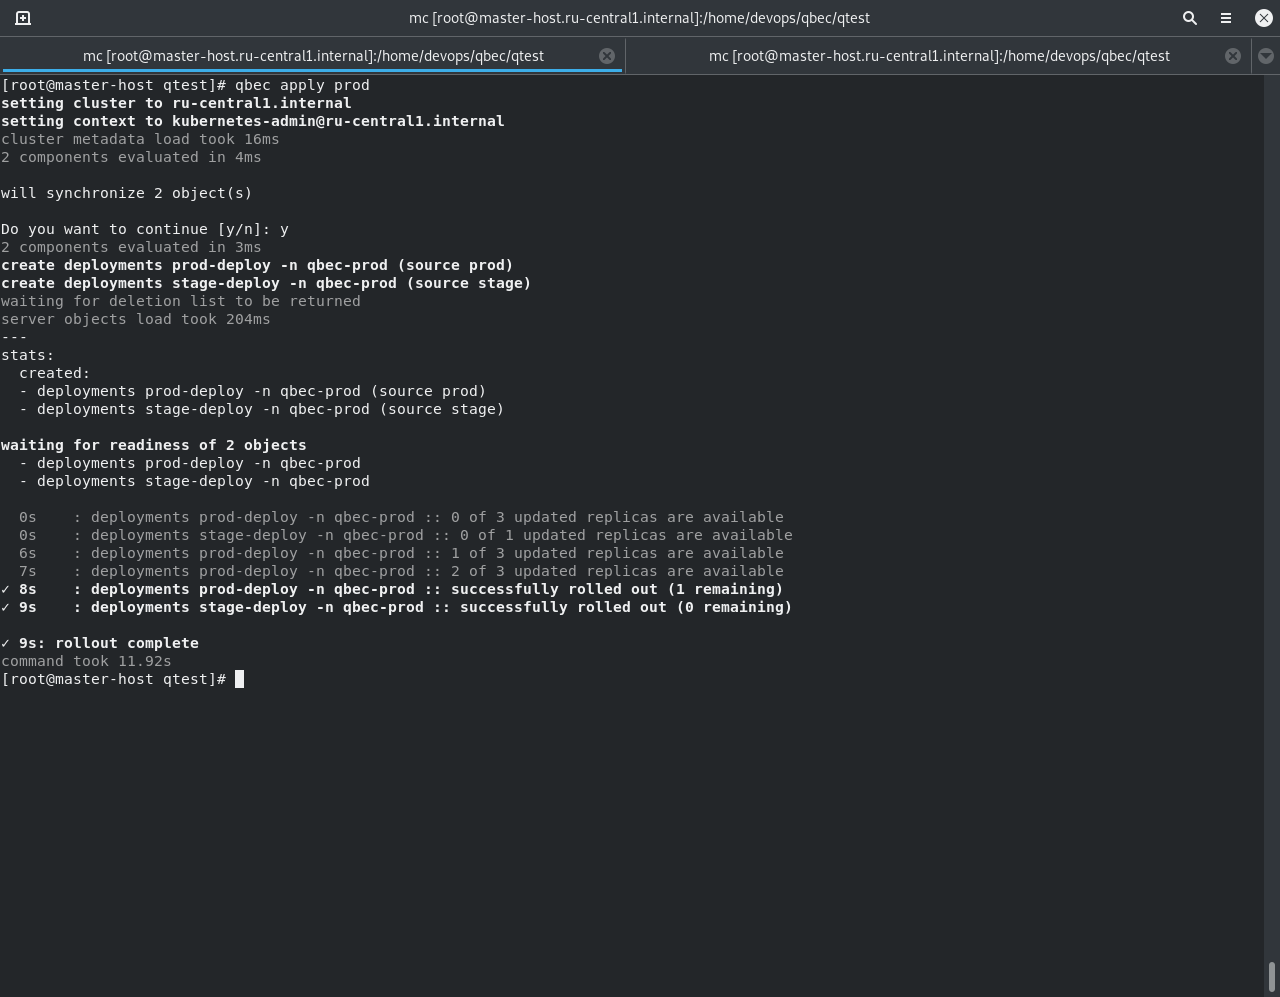 mc [root@master-host.ru-central1.internal]:/home/devops/qbec/qtest
mc [root@master-host.ru-central1.internal]:/home/devops/qbec/qtest
mc [root@master-host.ru-central1.internal]:/home/devops/qbec/qtest
[root@master-host qtest]# qbec apply prod
setting cluster to ru-central1.internal
setting context to kubernetes-admin@ru-central1.internal
cluster metadata load took 16ms
2 components evaluated in 4ms

will synchronize 2 object(s)

Do you want to continue [y/n]: y
2 components evaluated in 3ms
create deployments prod-deploy -n qbec-prod (source prod)
create deployments stage-deploy -n qbec-prod (source stage)
waiting for deletion list to be returned
server objects load took 204ms
---
stats:
  created:
  - deployments prod-deploy -n qbec-prod (source prod)
  - deployments stage-deploy -n qbec-prod (source stage)

waiting for readiness of 2 objects
  - deployments prod-deploy -n qbec-prod
  - deployments stage-deploy -n qbec-prod

  0s    : deployments prod-deploy -n qbec-prod :: 0 of 3 updated replicas are available
  0s    : deployments stage-deploy -n qbec-prod :: 0 of 1 updated replicas are available
  6s    : deployments prod-deploy -n qbec-prod :: 1 of 3 updated replicas are available
  7s    : deployments prod-deploy -n qbec-prod :: 2 of 3 updated replicas are available
✓ 8s    : deployments prod-deploy -n qbec-prod :: successfully rolled out (1 remaining)
✓ 9s    : deployments stage-deploy -n qbec-prod :: successfully rolled out (0 remaining)

✓ 9s: rollout complete
command took 11.92s
[root@master-host qtest]#